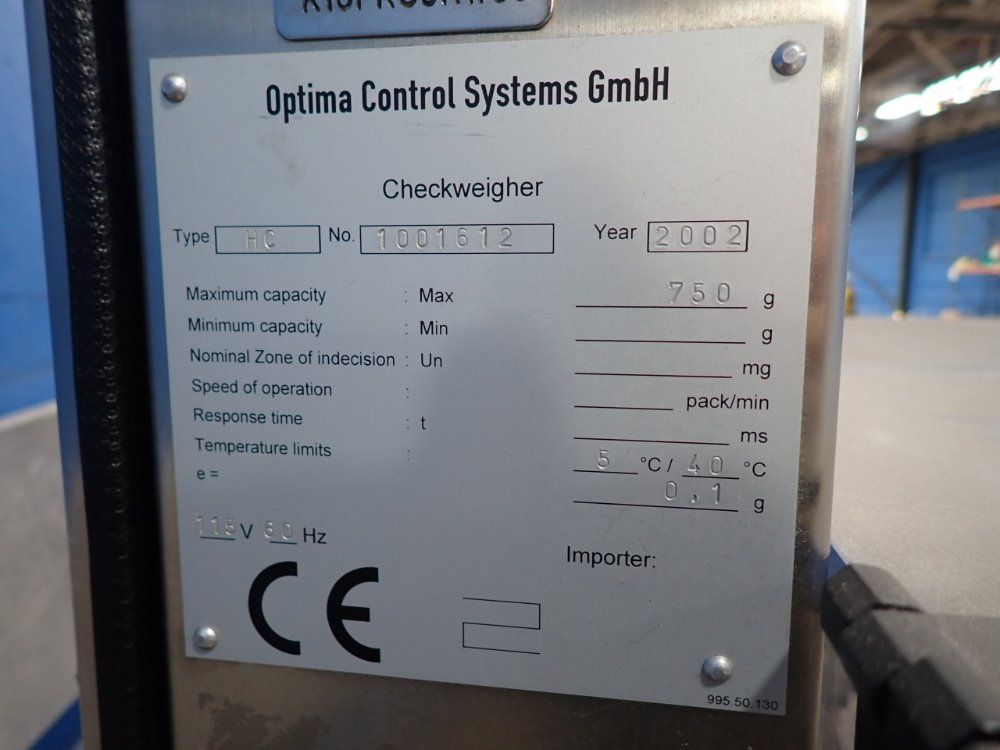 Optima Control Systems GmbH
Checkweigher
Type HC No. 1001612 Year 2002
Maximum capacity : Max 750 g
Minimum capacity : Min g
Nominal Zone of indecision : Un mg
Speed of operation : pack/min
Response time : t ms
Temperature limits : 5 °C / 40 °C
e = 0,1 g
115 V 60 Hz
Importer:
CE
995.50.130